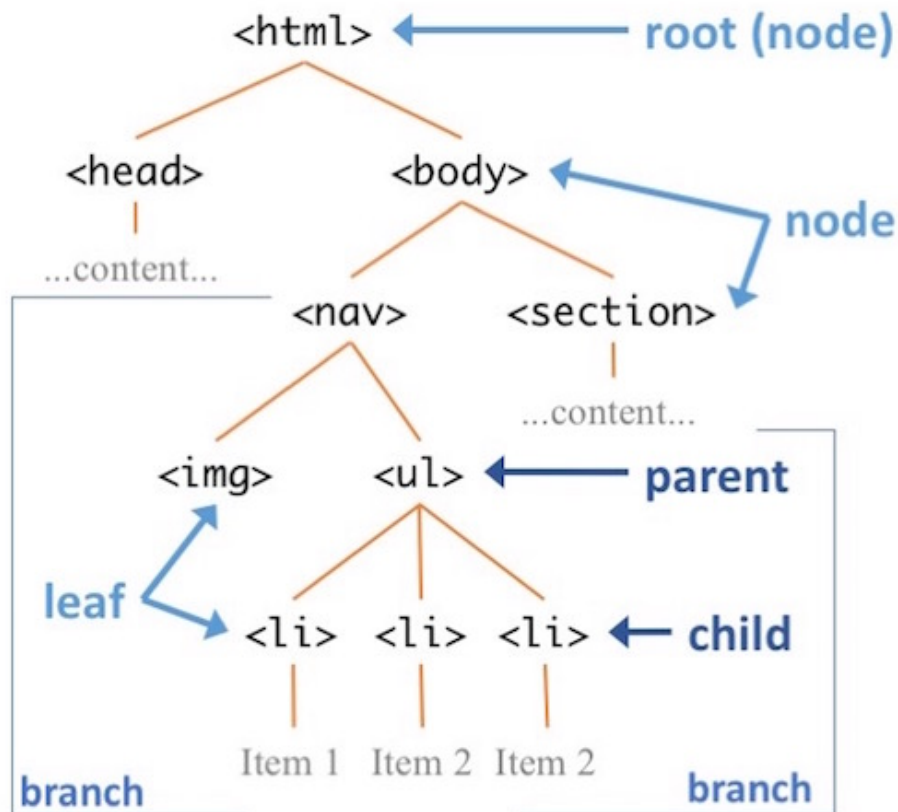 <html> root (node)
<head> <body>
node
...content...
<nav> <section>
...content...
<img> <ul> parent
leaf
<li> <li> <li> child
Item 1 Item 2 Item 2
branch branch